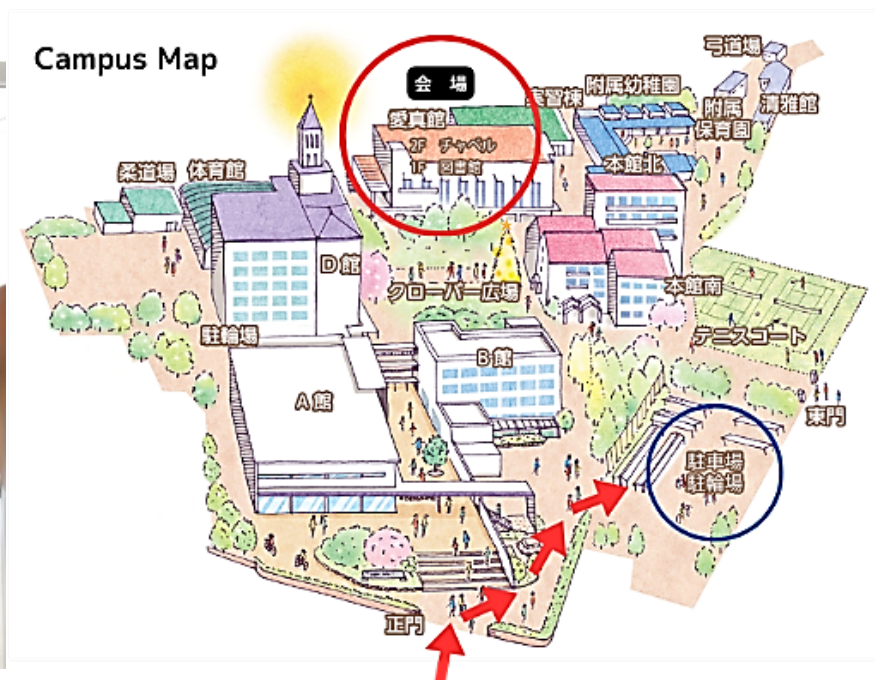 Campus Map
会 場
弓道場
附属幼稚園
実習棟
愛真館
2F チャペル
1F 図書館
附属
保育園
清雅館
本館北
柔道場
体育館
D館
クローバー広場
本館南
テニスコート
駐輪場
B館
A館
東門
駐車場
駐輪場
正門